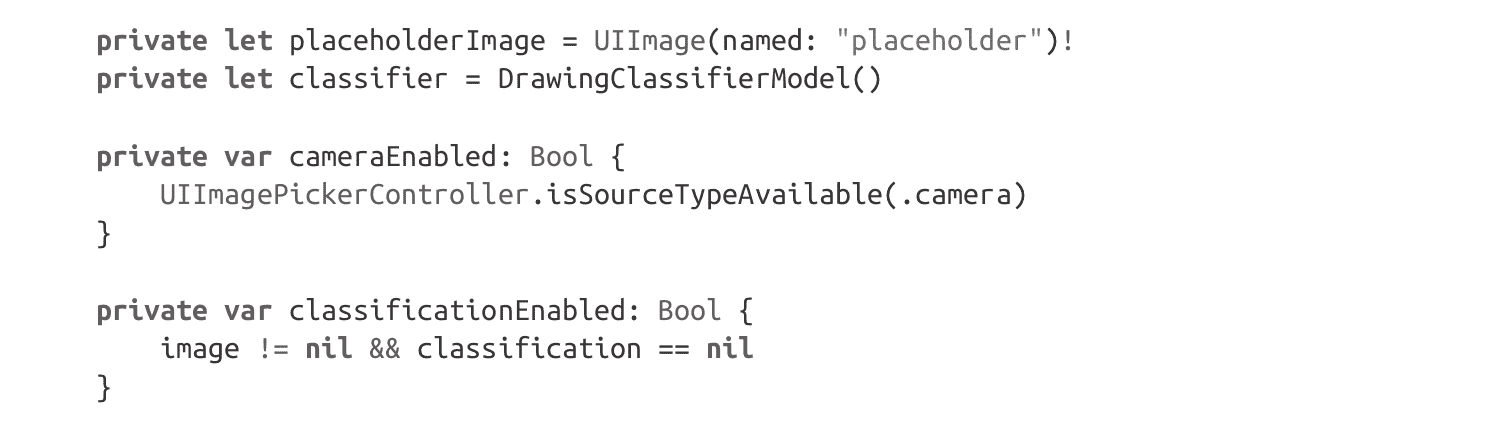 private let placeholderImage = UIImage(named: "placeholder")!
private let classifier = DrawingClassifierModel()

private var cameraEnabled: Bool {
    UIImagePickerController.isSourceTypeAvailable(.camera)
}

private var classificationEnabled: Bool {
    image != nil && classification == nil
}